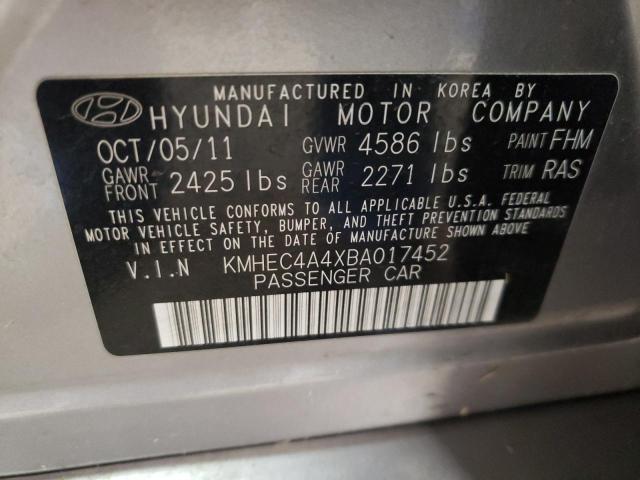 MANUFACTURED IN KOREA BY
HYUNDAI MOTOR COMPANY
OCT/05/11 GVWR 4586 lbs PAINT FHM
GAWR FRONT 2425 lbs GAWR REAR 2271 lbs TRIM RAS
THIS VEHICLE CONFORMS TO ALL APPLICABLE U.S.A. FEDERAL
MOTOR VEHICLE SAFETY, BUMPER, AND THEFT PREVENTION STANDARDS
IN EFFECT ON THE DATE OF MANUFACTURE SHOWN ABOVE.
V.I.N KMHEC4A4XBA017452
PASSENGER CAR